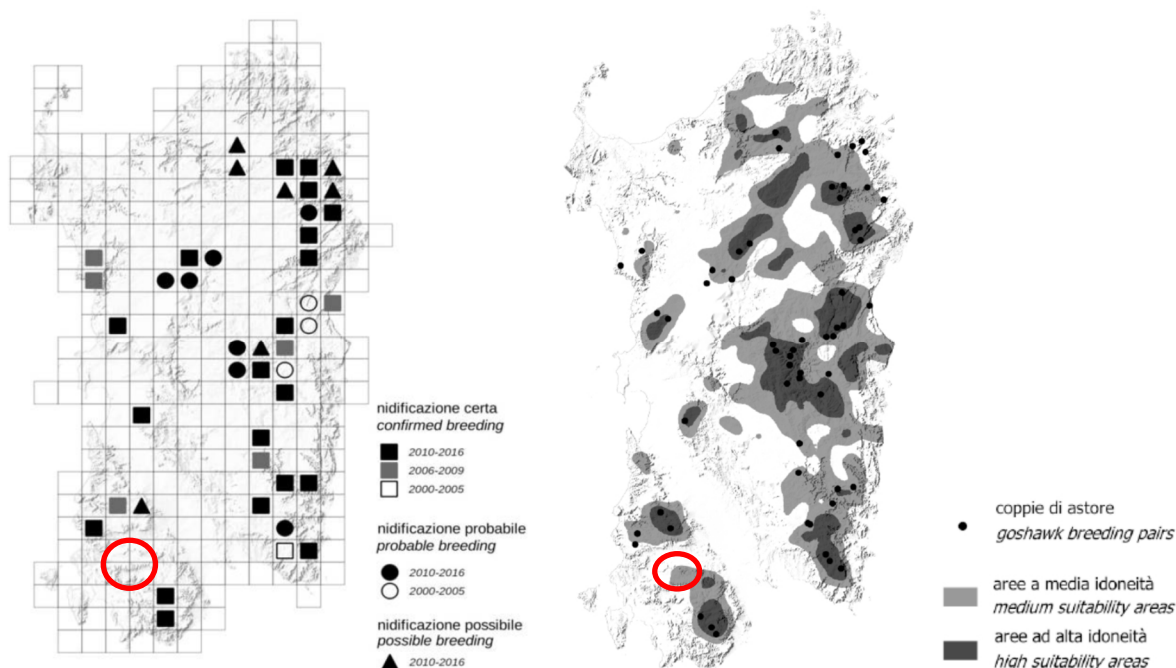 nidificazione certa
confirmed breeding
2010-2016
2006-2009
2000-2005
nidificazione probabile
probable breeding
2010-2016
2000-2005
nidificazione possibile
possible breeding
2010-2016
coppie di astore
goshawk breeding pairs
aree a media idoneità
medium suitability areas
aree ad alta idoneità
high suitability areas